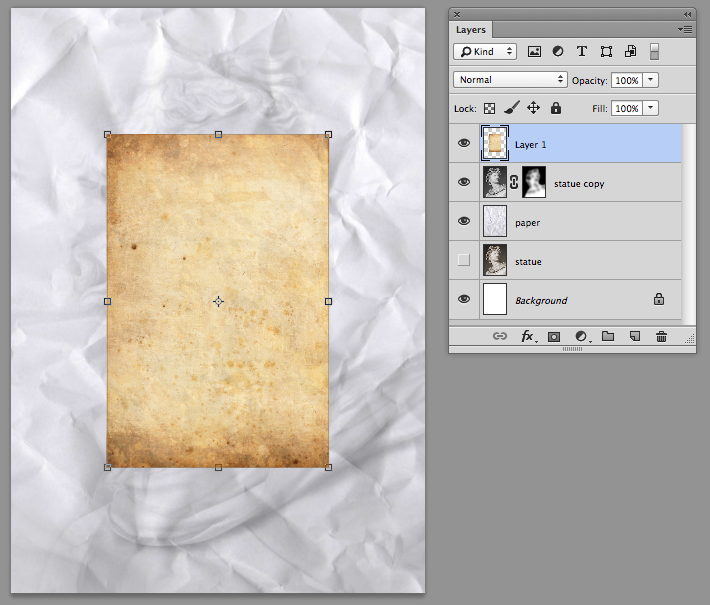 Layers
Kind
T
Normal
Opacity: 100%
Lock:
Fill: 100%
Layer 1
statue copy
paper
statue
Background
fx